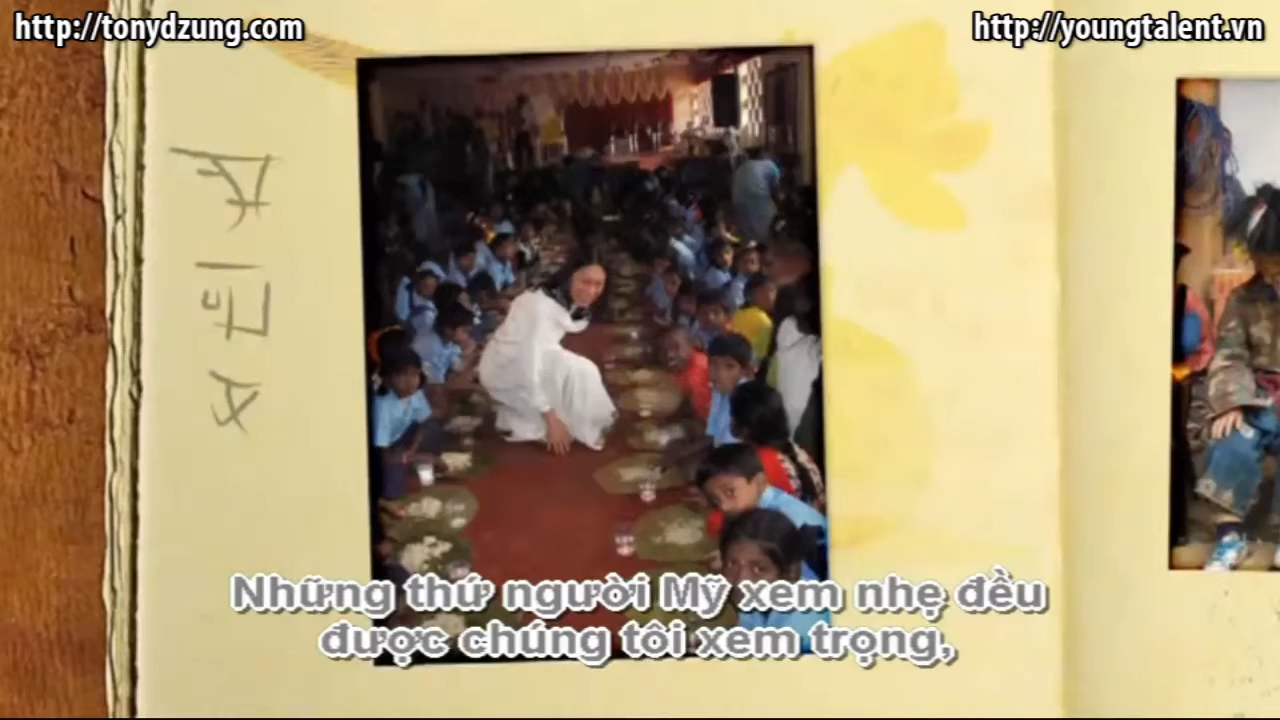 http://tonydzung.com
http://youngtalent.vn
Những thứ người Mỹ xem nhẹ đều
được chúng tôi xem trọng,